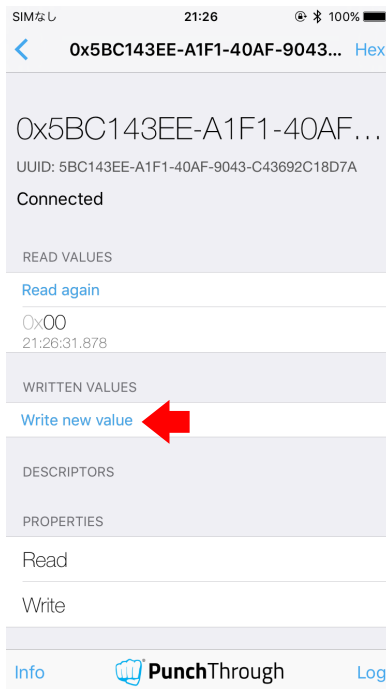 SIMなし 21:26 100%
0x5BC143EE-A1F1-40AF-9043... Hex
0x5BC143EE-A1F1-40AF...
UUID: 5BC143EE-A1F1-40AF-9043-C43692C18D7A
Connected
READ VALUES
Read again
0x00
21:26:31.878
WRITTEN VALUES
Write new value
DESCRIPTORS
PROPERTIES
Read
Write
Info PunchThrough Log